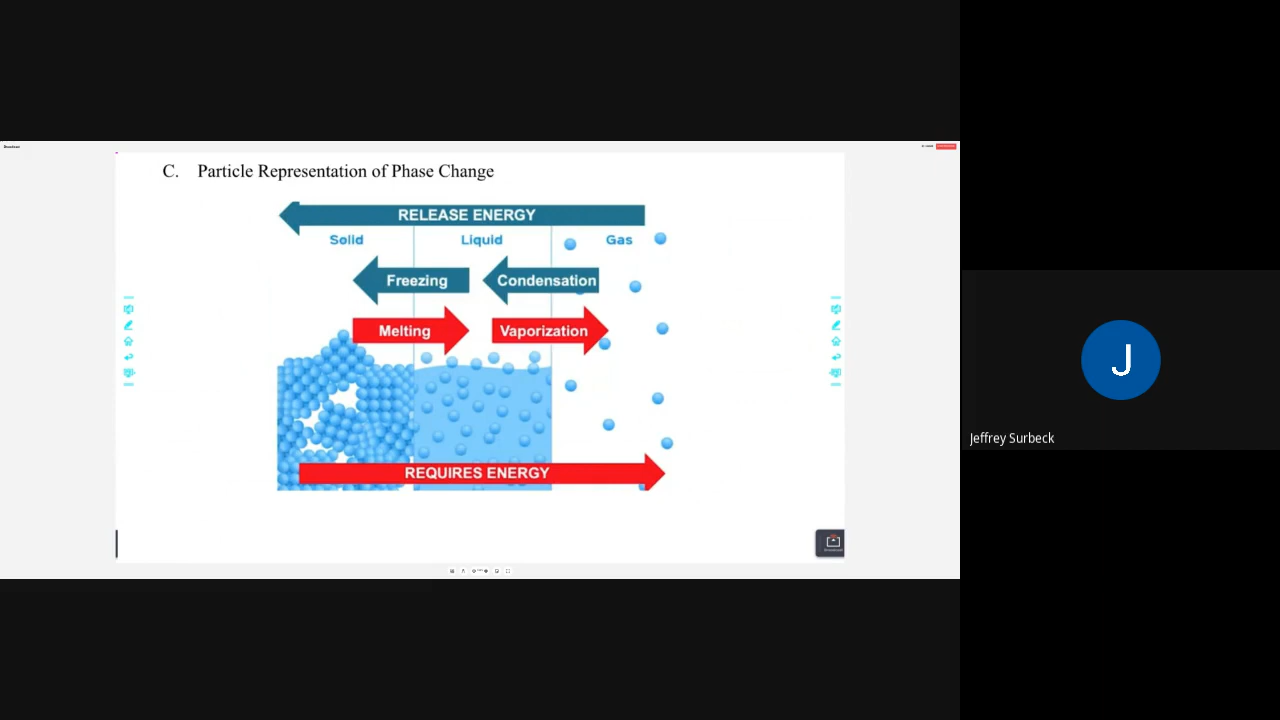 C. Particle Representation of Phase Change
RELEASE ENERGY
Solid Liquid Gas
Freezing Condensation
Melting Vaporization
REQUIRES ENERGY
J
Jeffrey Surbeck